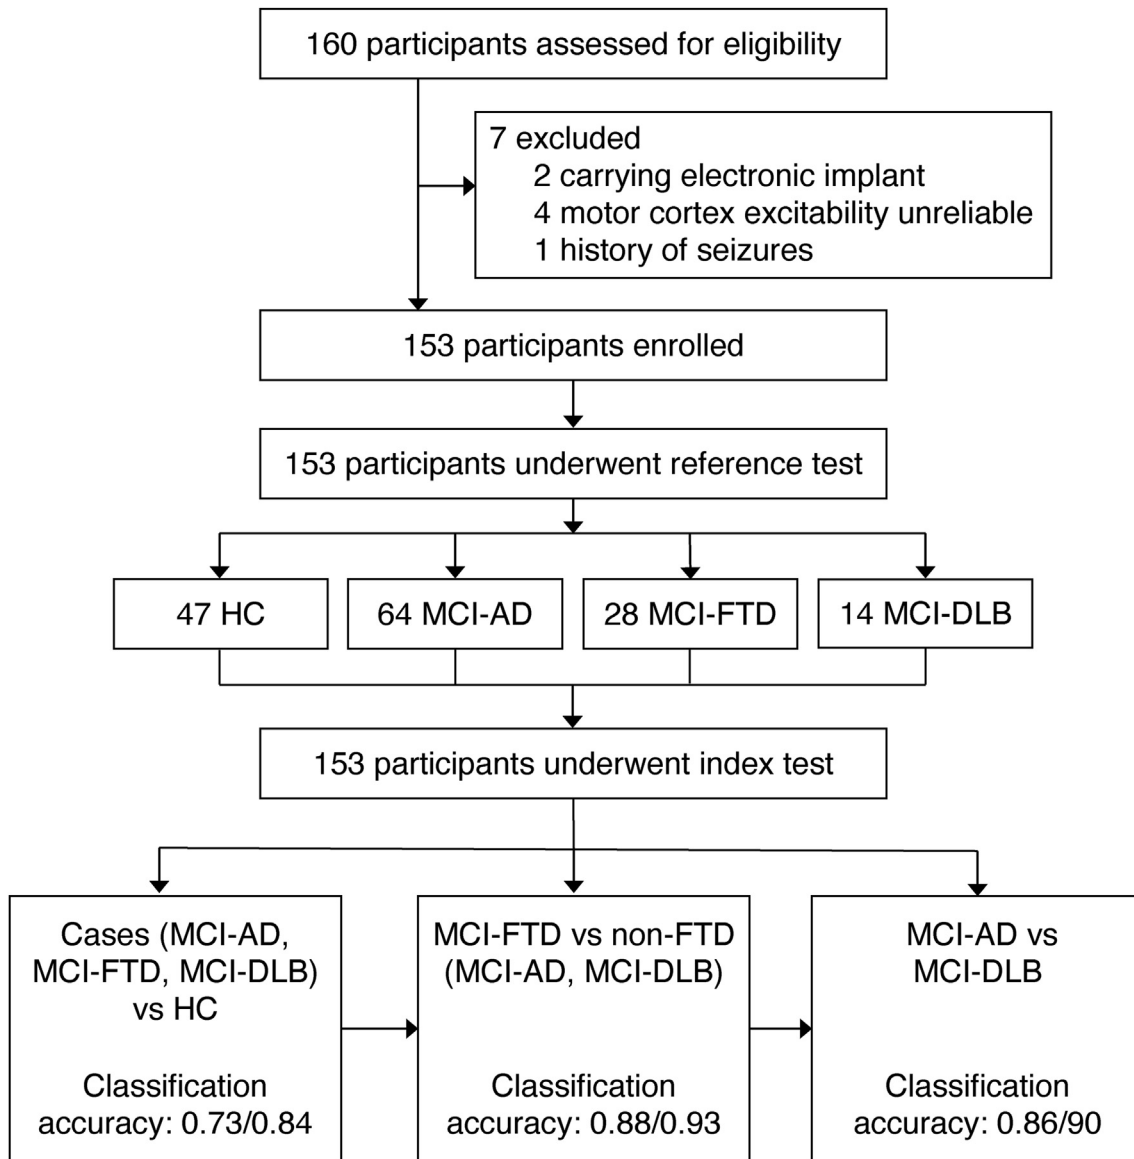 160 participants assessed for eligibility
7 excluded
2 carrying electronic implant
4 motor cortex excitability unreliable
1 history of seizures
153 participants enrolled
153 participants underwent reference test
47 HC
64 MCI-AD
28 MCI-FTD
14 MCI-DLB
153 participants underwent index test
Cases (MCI-AD,
MCI-FTD, MCI-DLB)
vs HC
Classification
accuracy: 0.73/0.84
MCI-FTD vs non-FTD
(MCI-AD, MCI-DLB)
Classification
accuracy: 0.88/0.93
MCI-AD vs
MCI-DLB
Classification
accuracy: 0.86/90